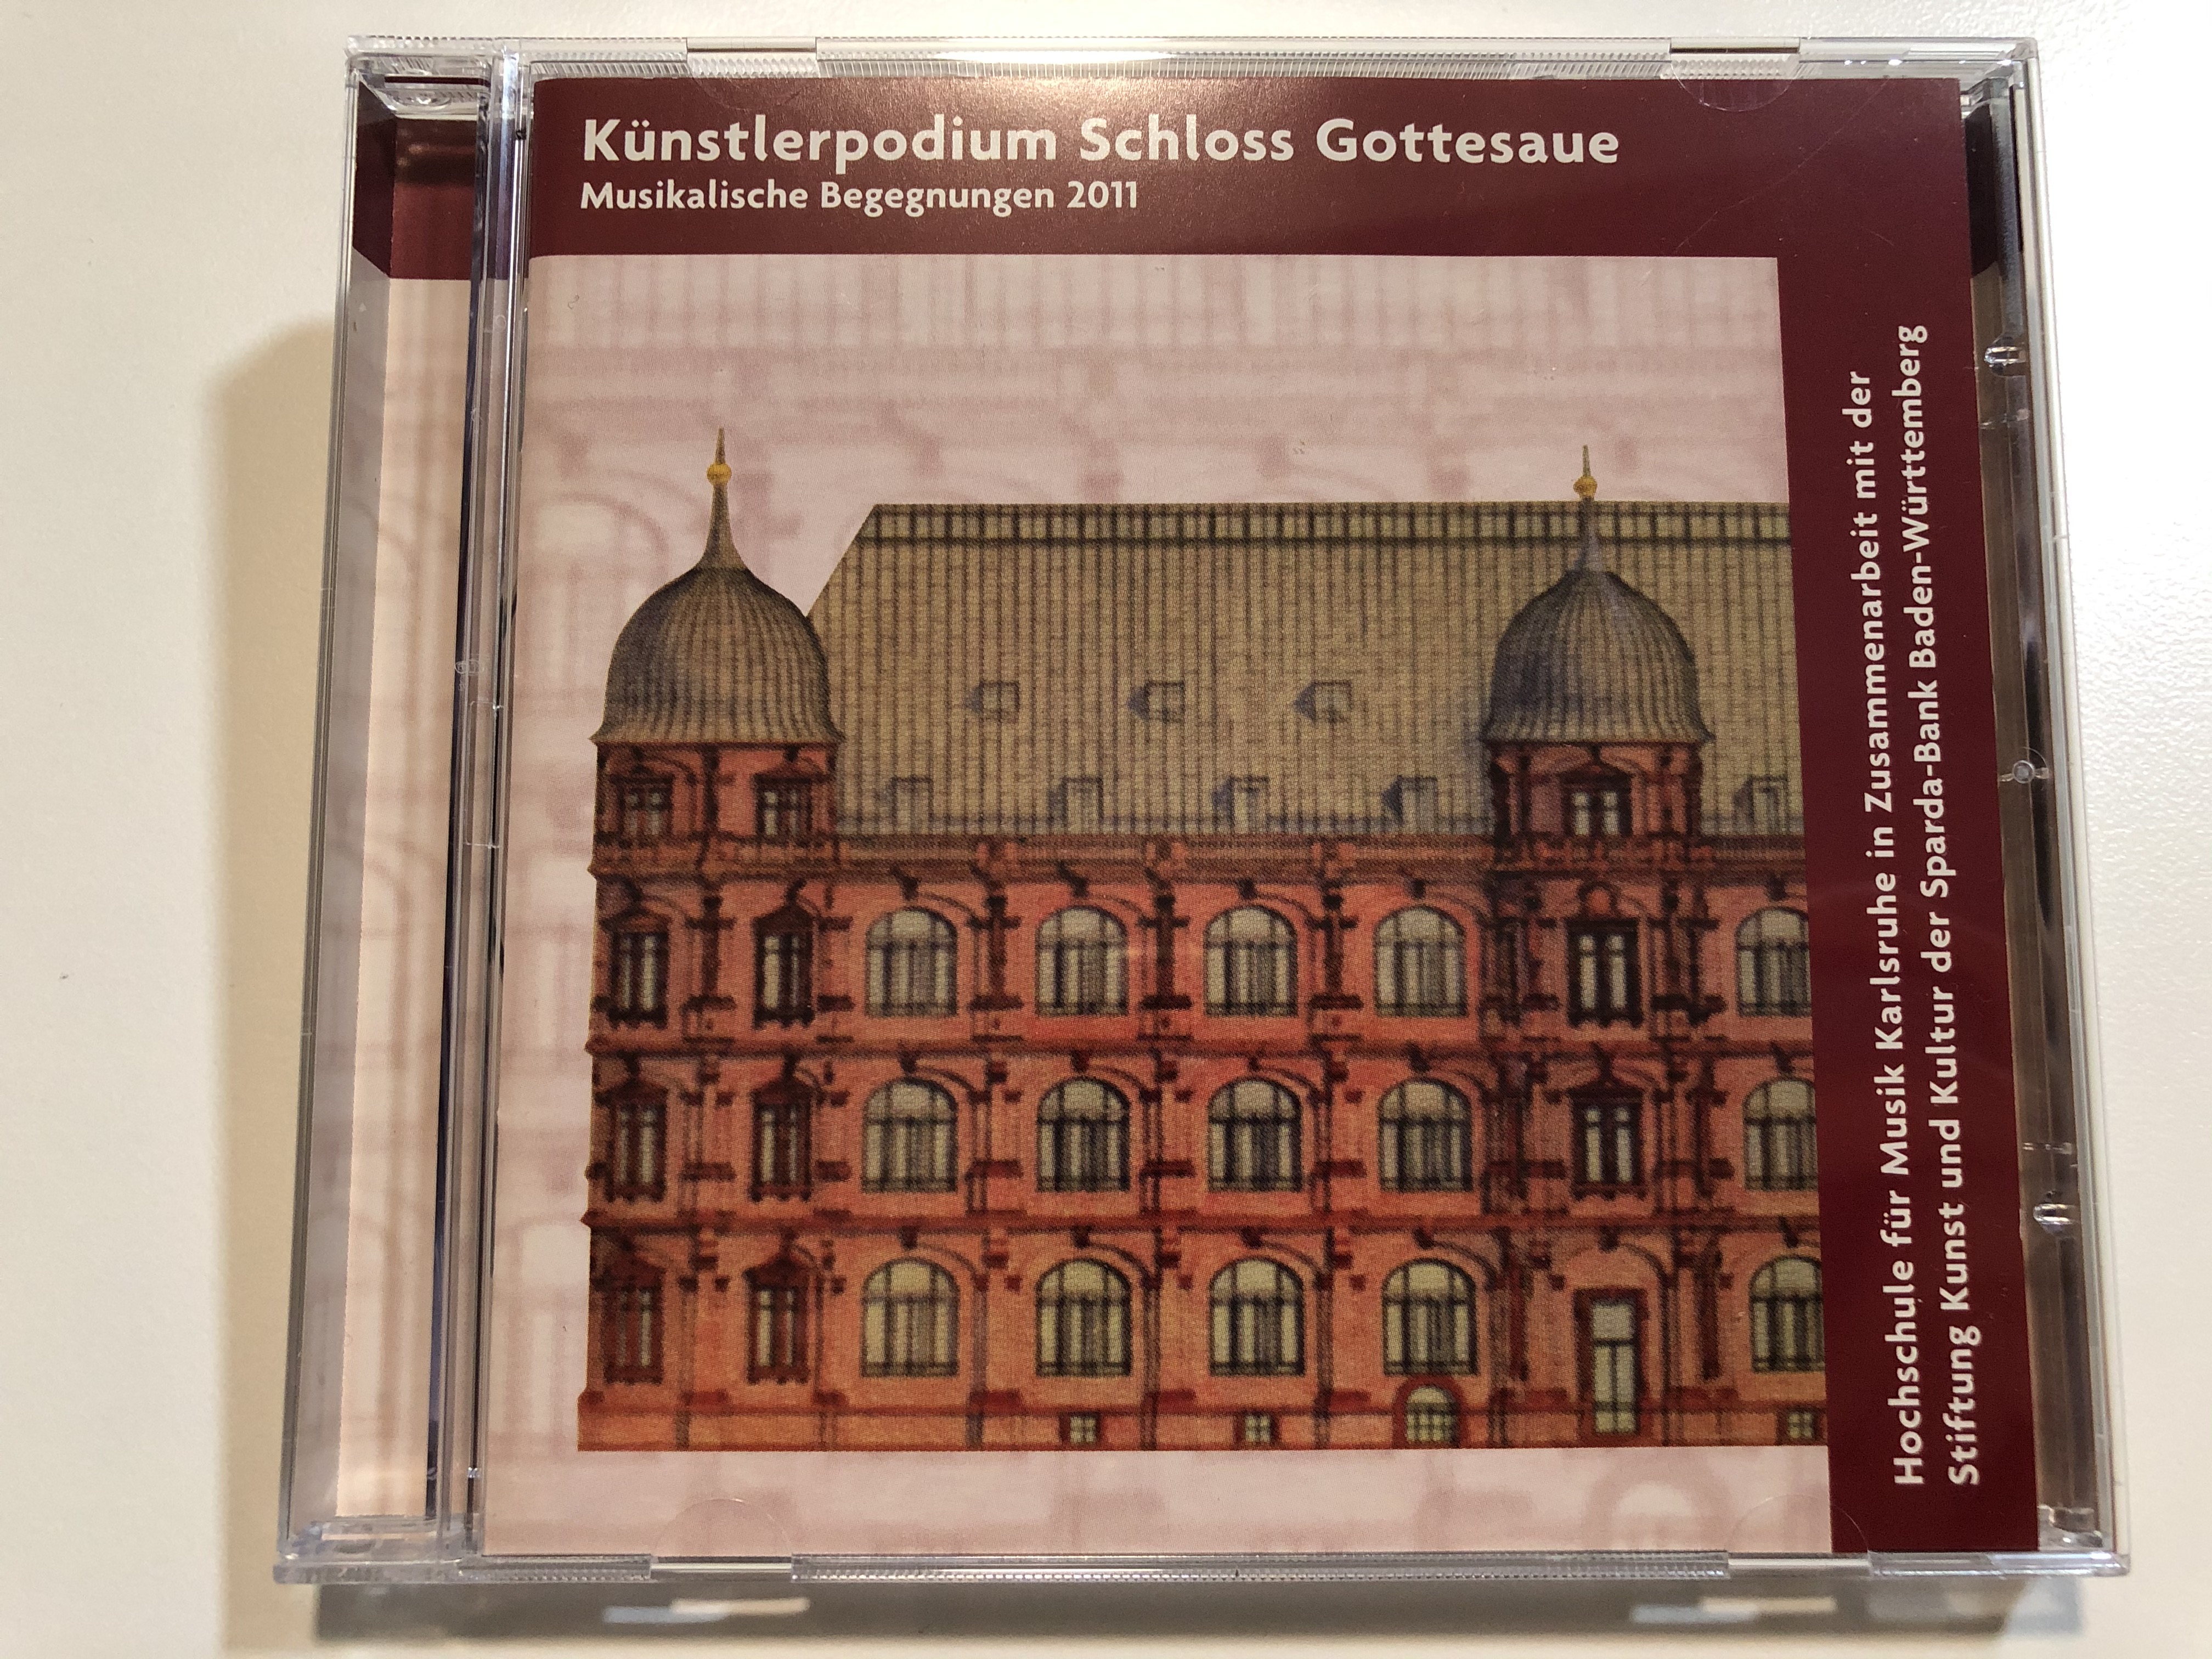 Künstlerpodium Schloss Gottesaue
Musikalische Begegnungen 2011
Hochschule für Musik Karlsruhe in Zusammenarbeit mit der
Stiftung Kunst und Kultur der Sparda-Bank Baden-Württemberg